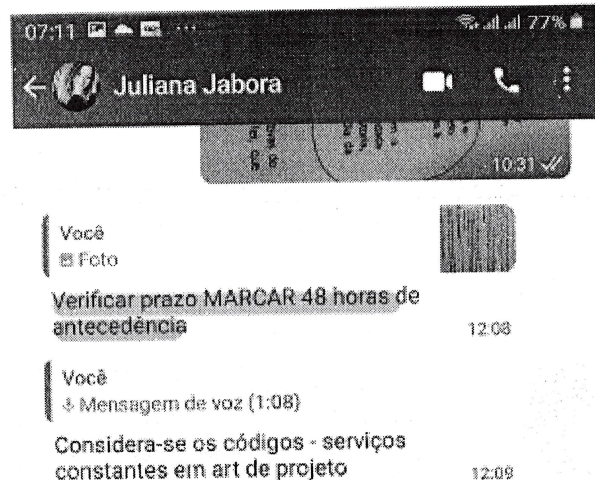 07:11 ... 77%
Juliana Jabora
10:31
Você
Foto
Verificar prazo MARCAR 48 horas de
antecedência
12:08
Você
Mensagem de voz (1:08)
Considera-se os códigos - serviços
constantes em art de projeto
12:09